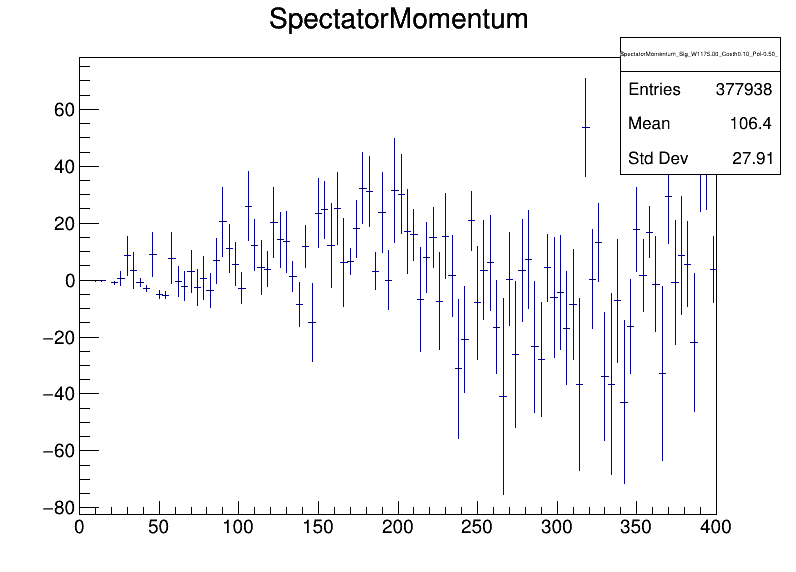 SpectatorMomentum
SpectatorMomentum_Sig_W1175.00_Costh0.10_Pol-0.50_
Entries 377938
Mean 106.4
Std Dev 27.91
60
40
20
0
−20
−40
−60
−80
0 50 100 150 200 250 300 350 400